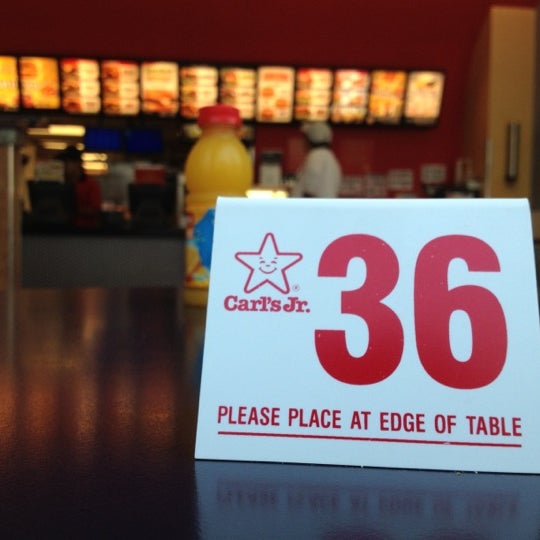 36
Carl's Jr.®
PLEASE PLACE AT EDGE OF TABLE